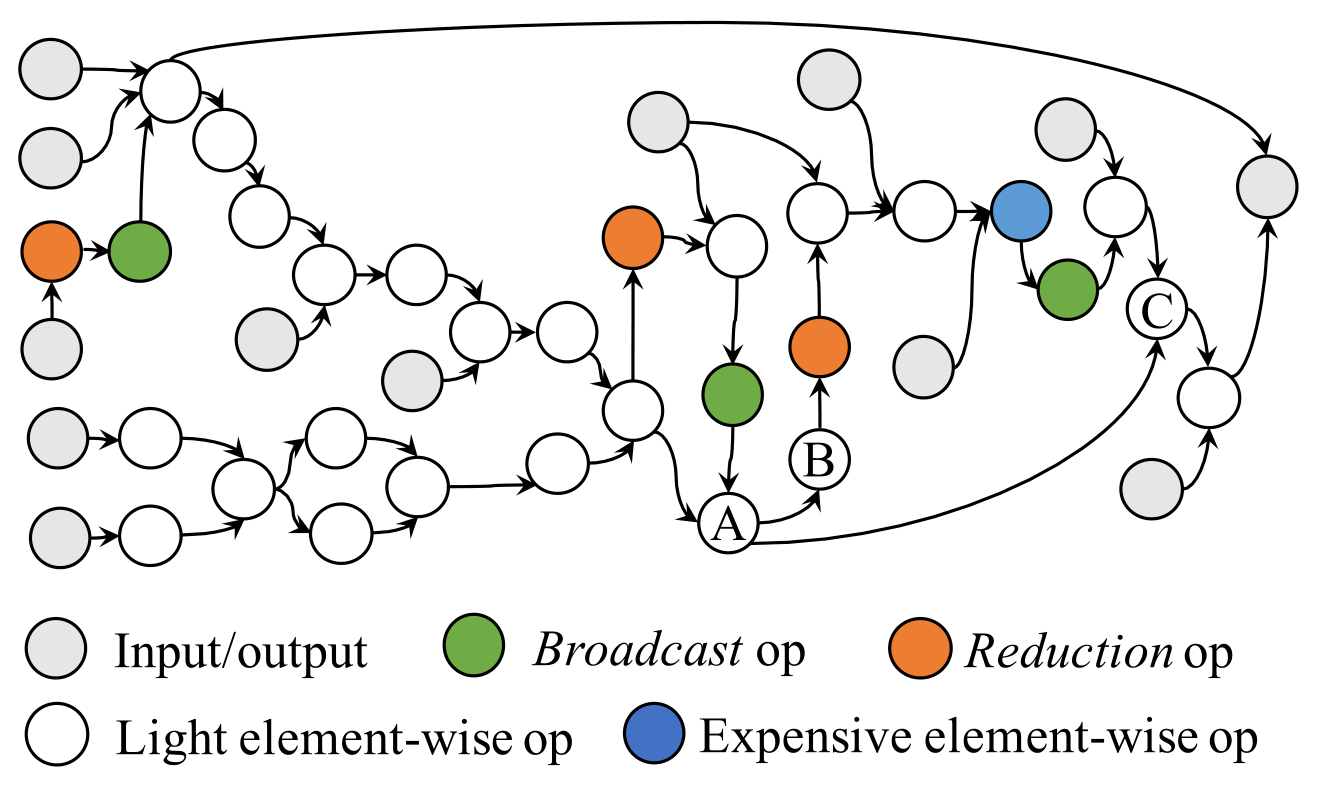 C
B
A
Input/output
Broadcast op
Reduction op
Light element-wise op
Expensive element-wise op